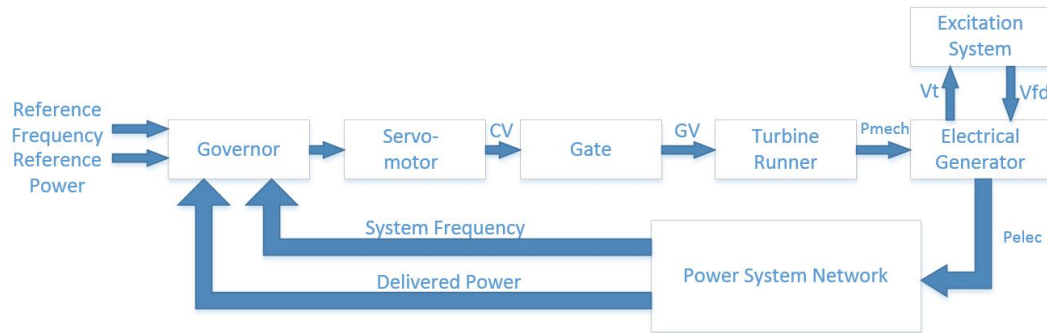 Excitation
System
Vt
Vfd
Reference
Frequency
Reference
Power
Governor
Servo-
motor
CV
Gate
GV
Turbine
Runner
Pmech
Electrical
Generator
System Frequency
Pelec
Power System Network
Delivered Power